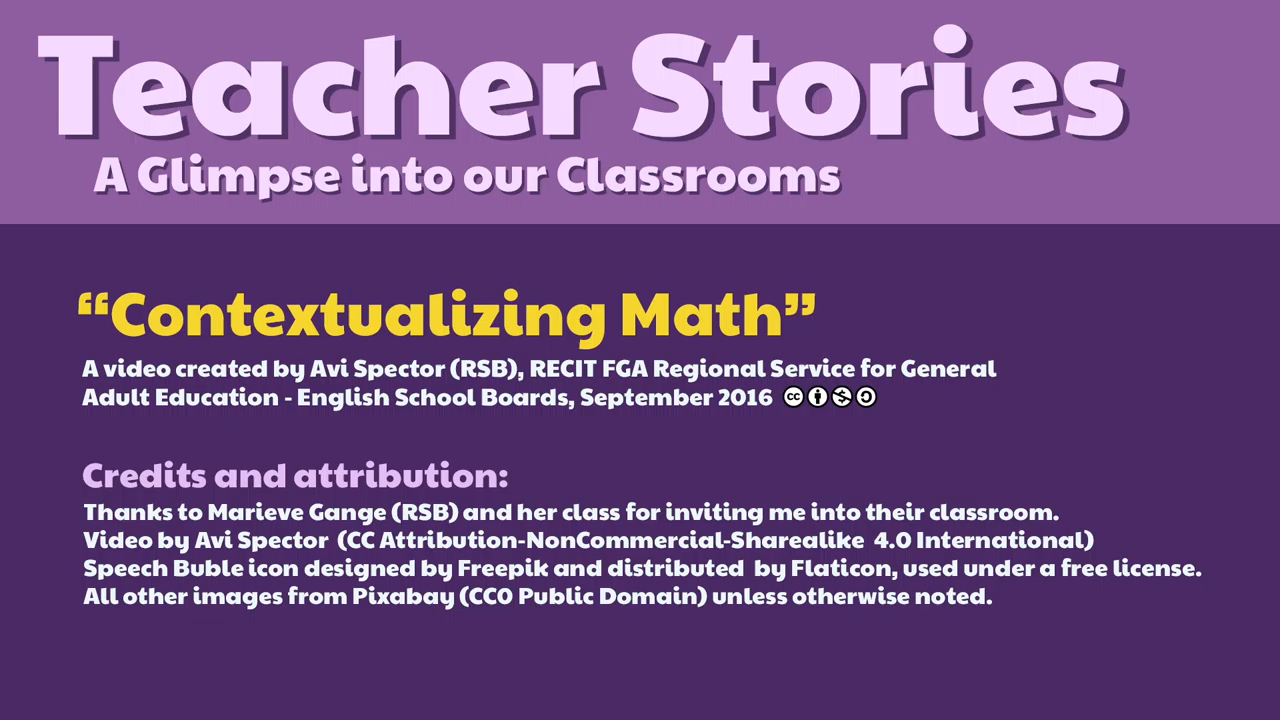 Teacher Stories
A Glimpse into our Classrooms
“Contextualizing Math”
A video created by Avi Spector (RSB), RECIT FGA Regional Service for General
Adult Education - English School Boards, September 2016
Credits and attribution:
Thanks to Marieve Gange (RSB) and her class for inviting me into their classroom.
Video by Avi Spector (CC Attribution-NonCommercial-Sharealike 4.0 International)
Speech Buble icon designed by Freepik and distributed by Flaticon, used under a free license.
All other images from Pixabay (CC0 Public Domain) unless otherwise noted.